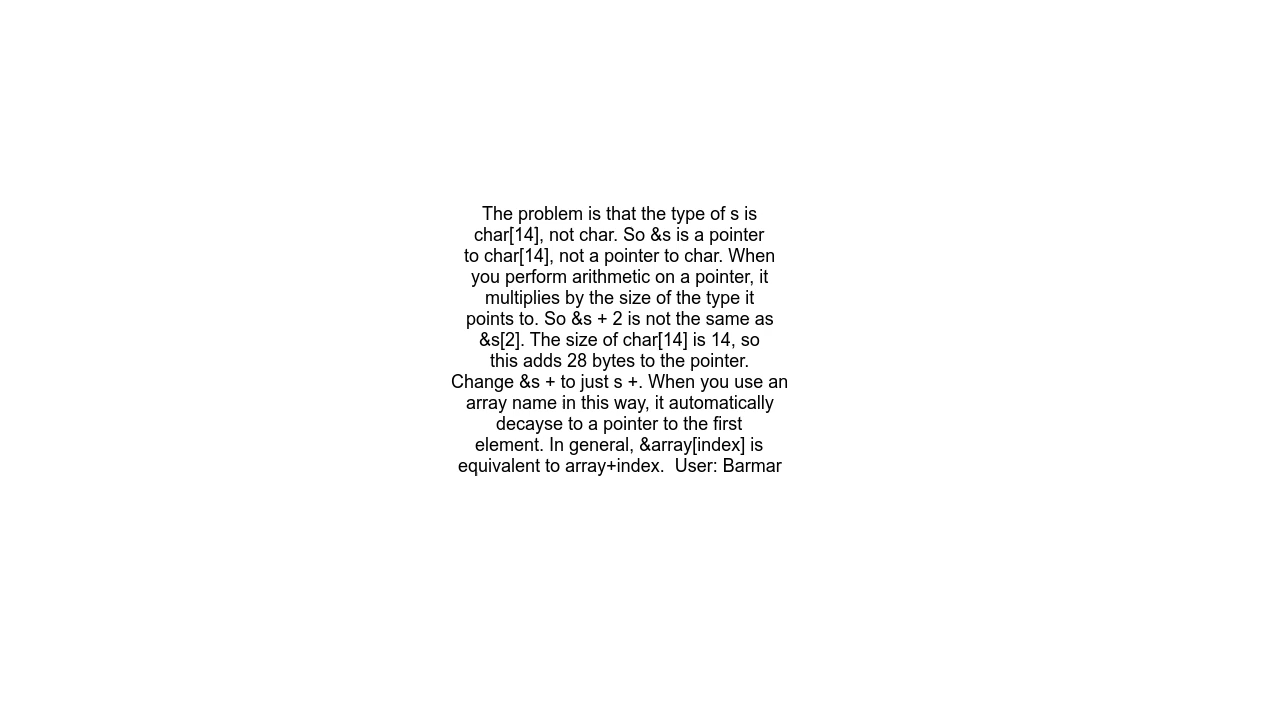 The problem is that the type of s is
char[14], not char. So &s is a pointer
to char[14], not a pointer to char. When
you perform arithmetic on a pointer, it
multiplies by the size of the type it
points to. So &s + 2 is not the same as
&s[2]. The size of char[14] is 14, so
this adds 28 bytes to the pointer.
Change &s + to just s +. When you use an
array name in this way, it automatically
decayse to a pointer to the first
element. In general, &array[index] is
equivalent to array+index.  User: Barmar